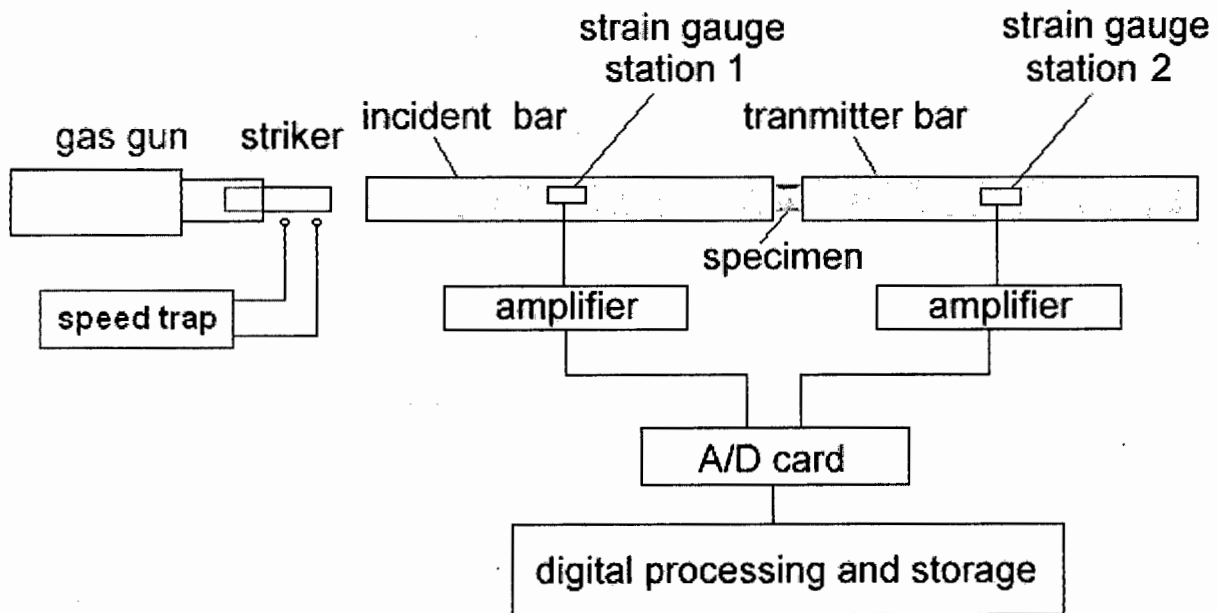 strain gauge
station 1
strain gauge
station 2
incident bar
tranmitter bar
gas gun
striker
specimen
speed trap
amplifier
amplifier
A/D card
digital processing and storage